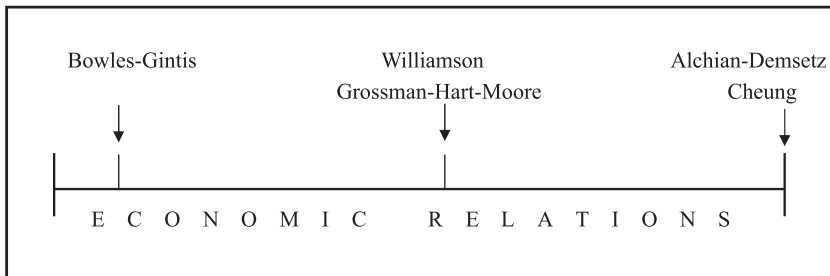 Bowles-Gintis Williamson Alchian-Demsetz
Grossman-Hart-Moore Cheung
E C O N O M I C R E L A T I O N S